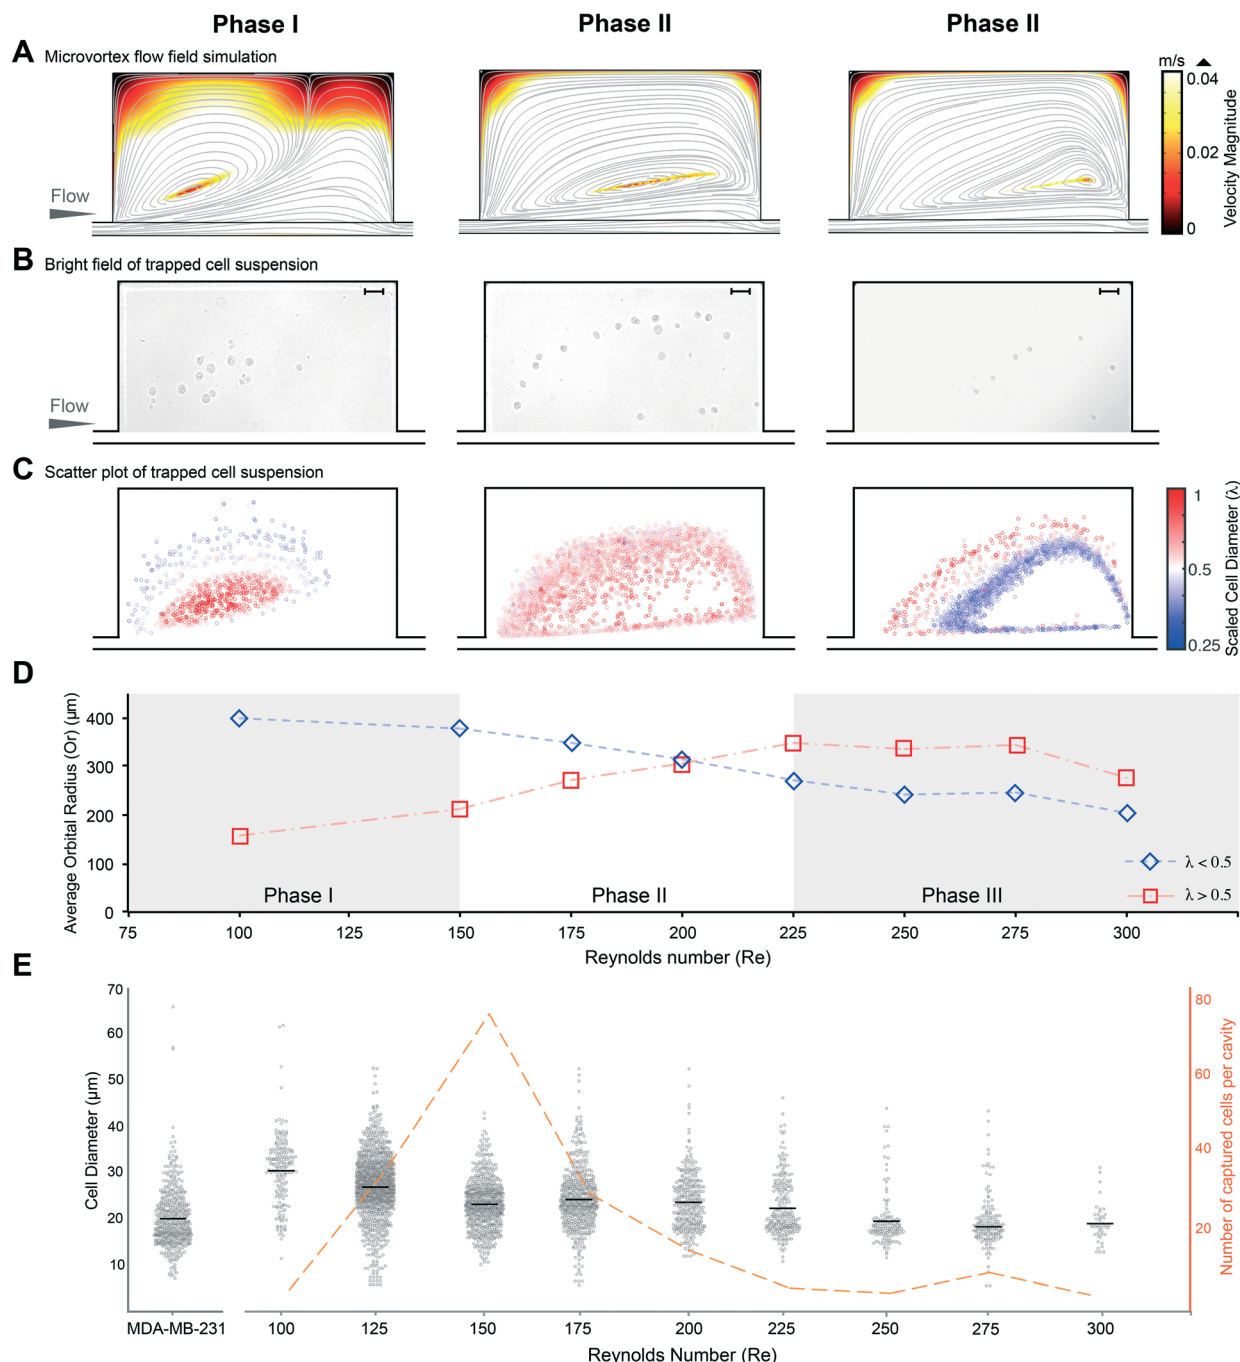 Phase I Phase II Phase II
A Microvortex flow field simulation
m/s
0.04
0.02
0
Velocity Magnitude
Flow
B Bright field of trapped cell suspension
Flow
C Scatter plot of trapped cell suspension
1
0.5
0.25
Scaled Cell Diameter (λ)
D
Average Orbital Radius (Or) (µm)
400
300
200
100
0
Phase I Phase II Phase III
λ < 0.5
λ > 0.5
75 100 125 150 175 200 225 250 275 300
Reynolds number (Re)
E
Cell Diameter (µm)
70
60
50
40
30
20
10
80
60
40
20
Number of captured cells per cavity
MDA-MB-231 100 125 150 175 200 225 250 275 300
Reynolds Number (Re)